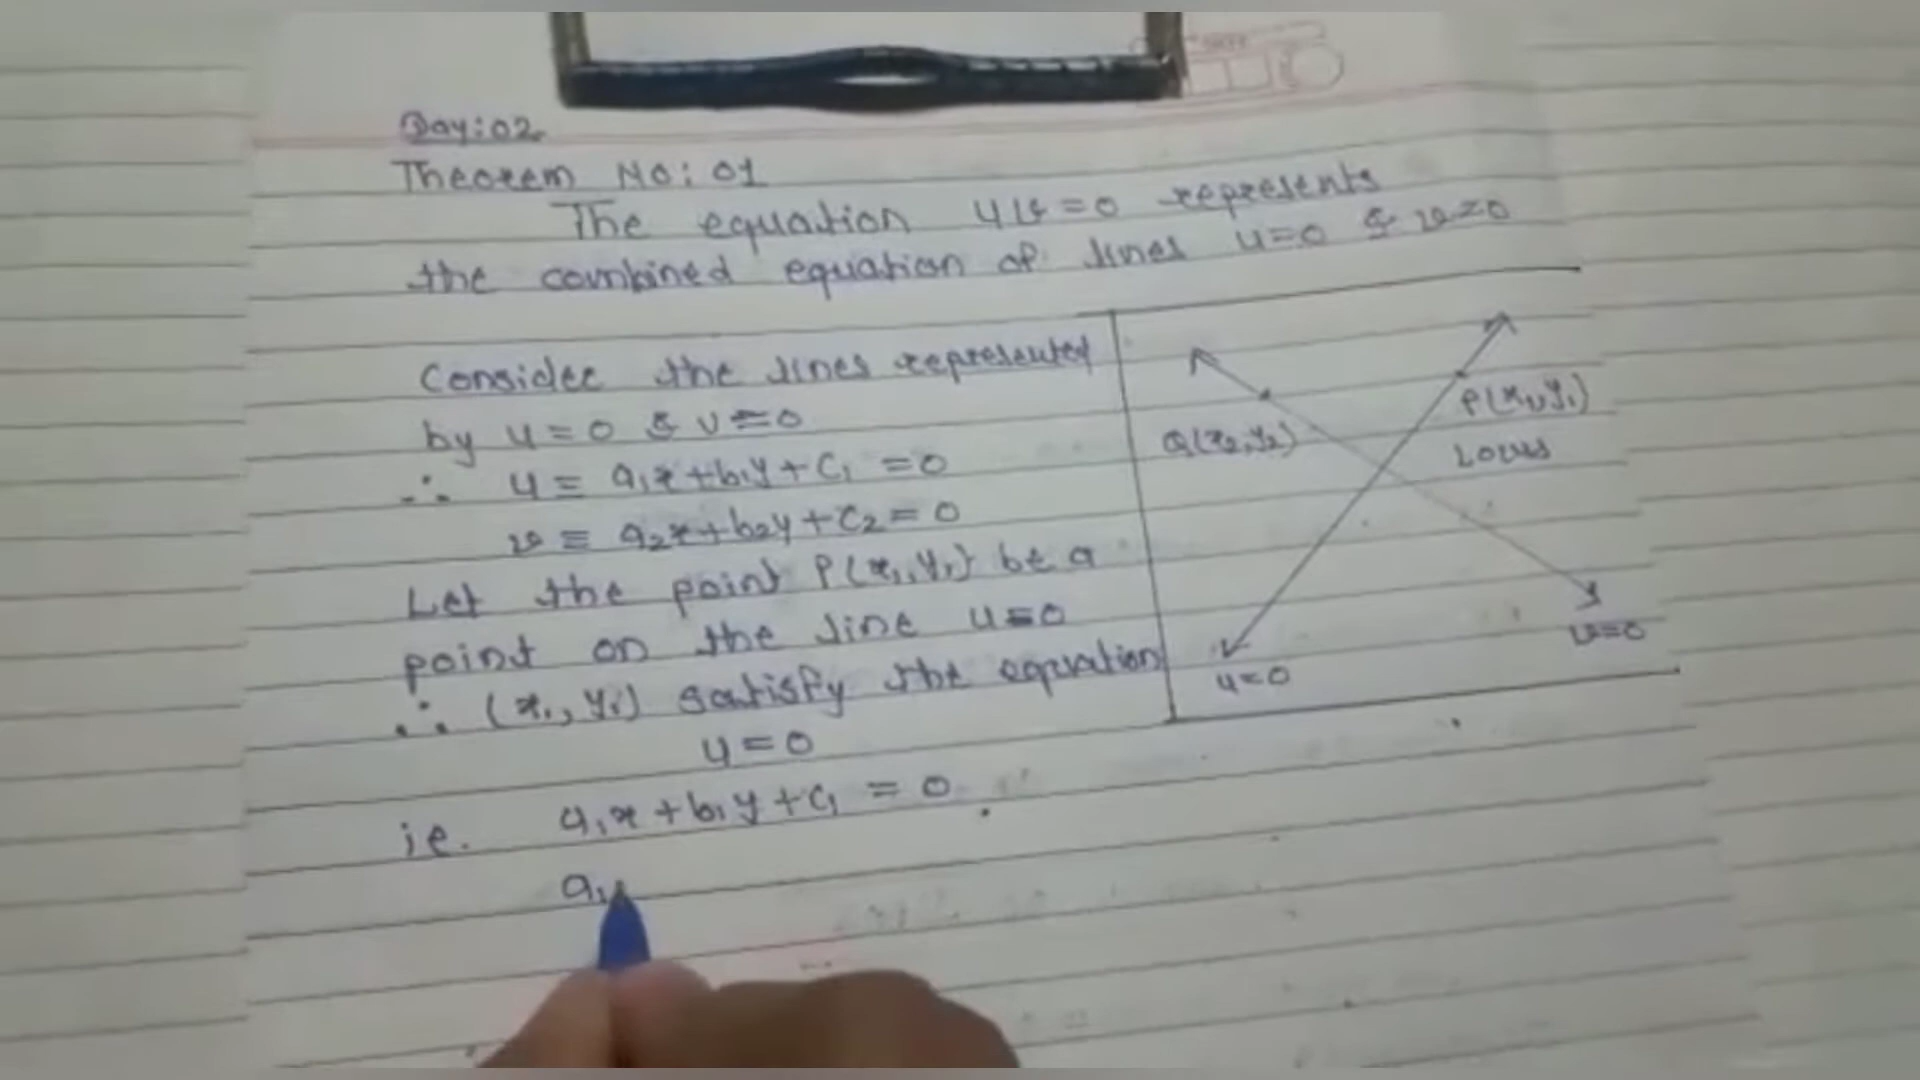 Day:02
Theorem No: 01
The equation uv=0 represents
the combined equation of lines u=0 & v=0
Consider the lines represented
by u=0 & v=0
∴ u ≡ a₁x+b₁y+c₁ =0
v ≡ a₂x+b₂y+c₂=0
Let the point P(x₁,y₁) be a
point on the line u=0
∴ (x₁, y₁) satisfy the equation
u=0
ie. a₁x+b₁y+c₁ = 0
a₁
P(x₁,y₁)
Q(x₂,y₂)
Locus
v=0
u=0